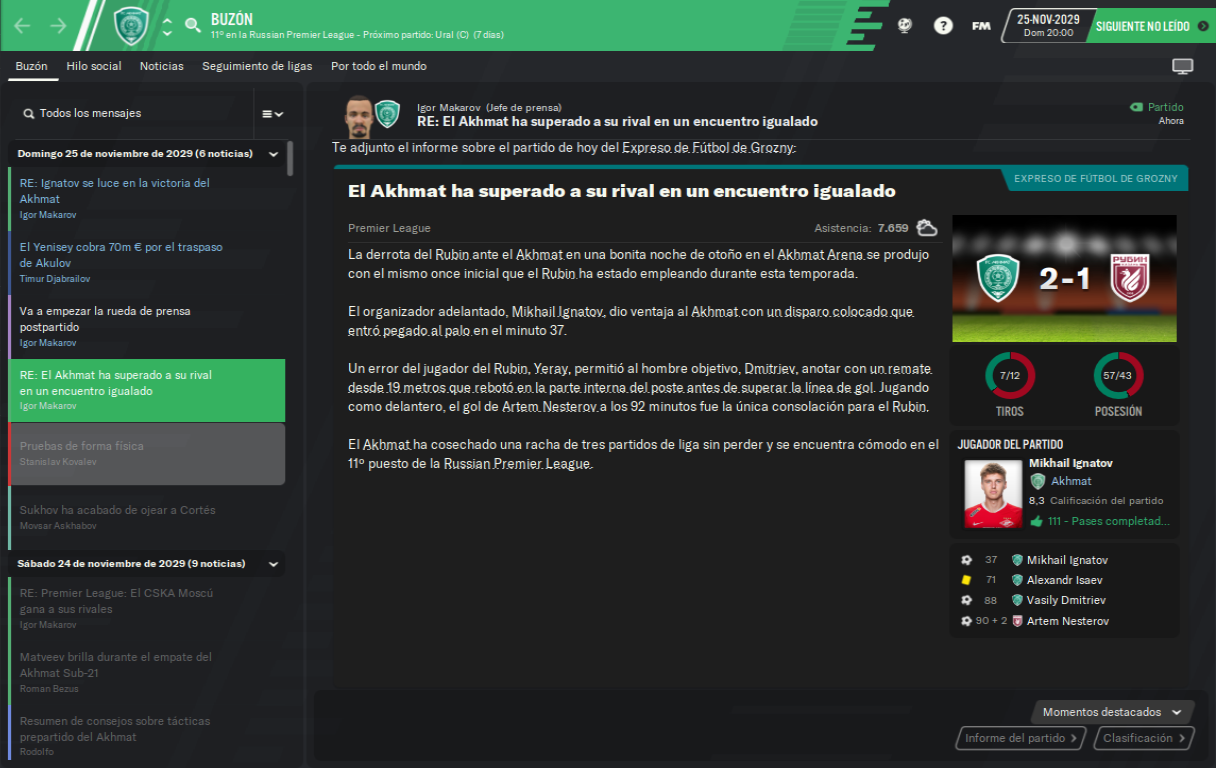 BUZÓN
11º en la Russian Premier League - Próximo partido: Ural (C) (7 días)
FM
25-NOV-2029
Dom 20:00
SIGUIENTE NO LEÍDO
Buzón
Hilo social
Noticias
Seguimiento de ligas
Por todo el mundo
Todos los mensajes
Domingo 25 de noviembre de 2029 (6 noticias)
RE: Ignatov se luce en la victoria del
Akhmat
Igor Makarov
El Yenisey cobra 70m € por el traspaso
de Akulov
Timur Djabrailov
Va a empezar la rueda de prensa
postpartido
Igor Makarov
RE: El Akhmat ha superado a su rival
en un encuentro igualado
Igor Makarov
Pruebas de forma física
Stanislav Kovalev
Sukhov ha acabado de ojear a Cortés
Movsar Askhabov
Sábado 24 de noviembre de 2029 (9 noticias)
RE: Premier League: El CSKA Moscú
gana a sus rivales
Igor Makarov
Matveev brilla durante el empate del
Akhmat Sub-21
Roman Bezus
Resumen de consejos sobre tácticas
prepartido del Akhmat
Rodolfo
Igor Makarov (Jefe de prensa)
RE: El Akhmat ha superado a su rival en un encuentro igualado
Partido
Ahora
Te adjunto el informe sobre el partido de hoy del Expreso de Fútbol de Grozny:
EXPRESO DE FÚTBOL DE GROZNY
El Akhmat ha superado a su rival en un encuentro igualado
Premier League
Asistencia: 7.659
La derrota del Rubin ante el Akhmat en una bonita noche de otoño en el Akhmat Arena se produjo
con el mismo once inicial que el Rubin ha estado empleando durante esta temporada.
El organizador adelantado, Mikhail Ignatov, dio ventaja al Akhmat con un disparo colocado que
entró pegado al palo en el minuto 37.
Un error del jugador del Rubin, Yeray, permitió al hombre objetivo, Dmitriev, anotar con un remate
desde 19 metros que rebotó en la parte interna del poste antes de superar la línea de gol. Jugando
como delantero, el gol de Artem Nesterov a los 92 minutos fue la única consolación para el Rubin.
El Akhmat ha cosechado una racha de tres partidos de liga sin perder y se encuentra cómodo en el
11º puesto de la Russian Premier League.
2-1
РУБИН
7/12
TIROS
57/43
POSESIÓN
JUGADOR DEL PARTIDO
Mikhail Ignatov
Akhmat
8,3 Calificación del partido
111 - Pases completad...
37 Mikhail Ignatov
71 Alexandr Isaev
88 Vasily Dmitriev
90 + 2 Artem Nesterov
Momentos destacados
Informe del partido
Clasificación